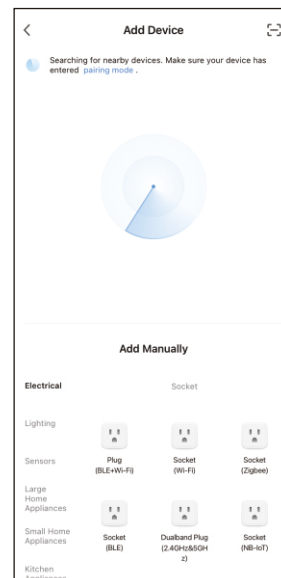 Add Device
Searching for nearby devices. Make sure your device has
entered pairing mode .
Add Manually
Electrical
Socket
Lighting
Plug
(BLE+Wi-Fi)
Socket
(Wi-Fi)
Socket
(Zigbee)
Sensors
Large
Home
Appliances
Small Home
Appliances
Socket
(BLE)
Dualband Plug
(2.4GHz&5GH
z)
Socket
(NB-IoT)
Kitchen
Appliances